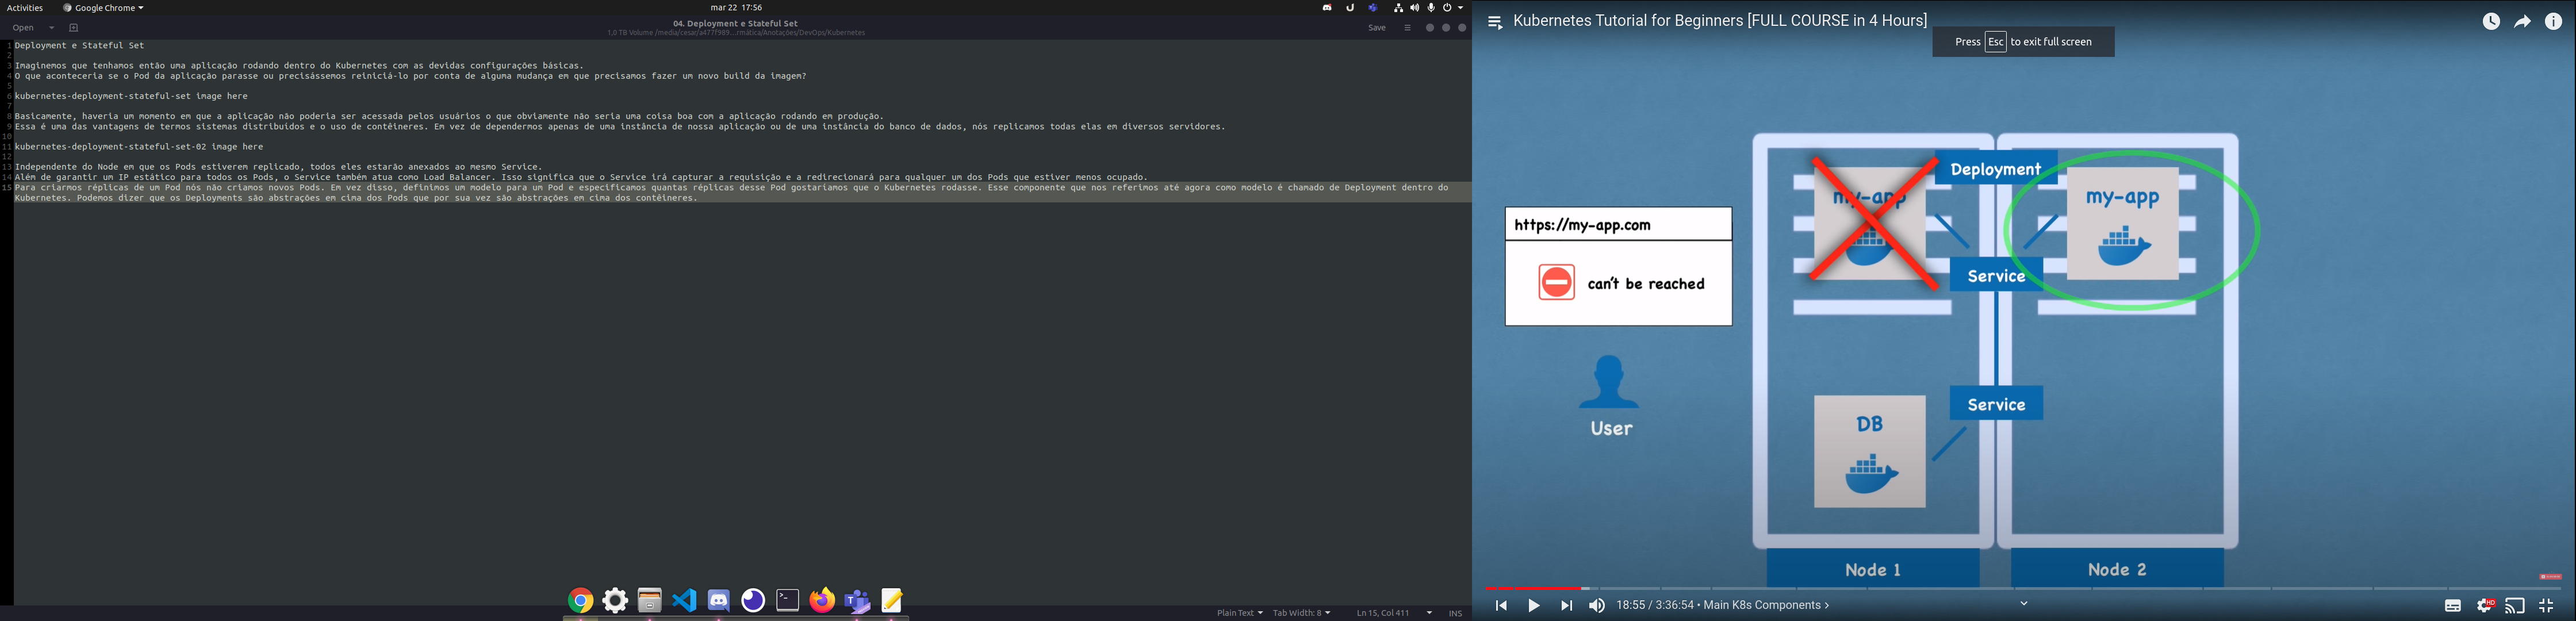 Activities
Google Chrome
mar 22 17:56
Open
04. Deployment e Stateful Set
Save
1 Deployment e Stateful Set
2
3 Imaginemos que tenhamos então uma aplicação rodando dentro do Kubernetes com as devidas configurações básicas.
4 O que aconteceria se o Pod da aplicação parasse ou precisássemos reiniciá-lo por conta de alguma mudança em que precisamos fazer um novo build da imagem?
5
6 kubernetes-deployment-stateful-set image here
7
8 Basicamente, haveria um momento em que a aplicação não poderia ser acessada pelos usuários o que obviamente não seria uma coisa boa com a aplicação rodando em produção.
9 Essa é uma das vantagens de termos sistemas distribuídos e o uso de contêineres. Em vez de dependermos apenas de uma instância de nossa aplicação ou de uma instância do banco de dados, nós replicamos todas elas em diversos servidores.
10
11 kubernetes-deployment-stateful-set-02 image here
12
13 Independente do Node em que os Pods estiverem replicado, todos eles estarão anexados ao mesmo Service.
14 Além de garantir um IP estático para todos os Pods, o Service também atua como Load Balancer. Isso significa que o Service irá capturar a requisição e a redirecionará para qualquer um dos Pods que estiver menos ocupado.
15 Para criarmos réplicas de um Pod nós não criamos novos Pods. Em vez disso, definimos um modelo para um Pod e especificamos quantas réplicas desse Pod gostaríamos que o Kubernetes rodasse. Esse componente que nos referimos até agora como modelo é chamado de Deployment dentro do
Kubernetes. Podemos dizer que os Deployments são abstrações em cima dos Pods que por sua vez são abstrações em cima dos contêineres.
Plain Text
Tab Width: 8
Ln 15, Col 411
INS
Kubernetes Tutorial for Beginners [FULL COURSE in 4 Hours]
Press Esc to exit full screen
Deployment
my-app
my-app
https://my-app.com
Service
can't be reached
Service
DB
User
Node 1
Node 2
18:55 / 3:36:54 • Main K8s Components
HD